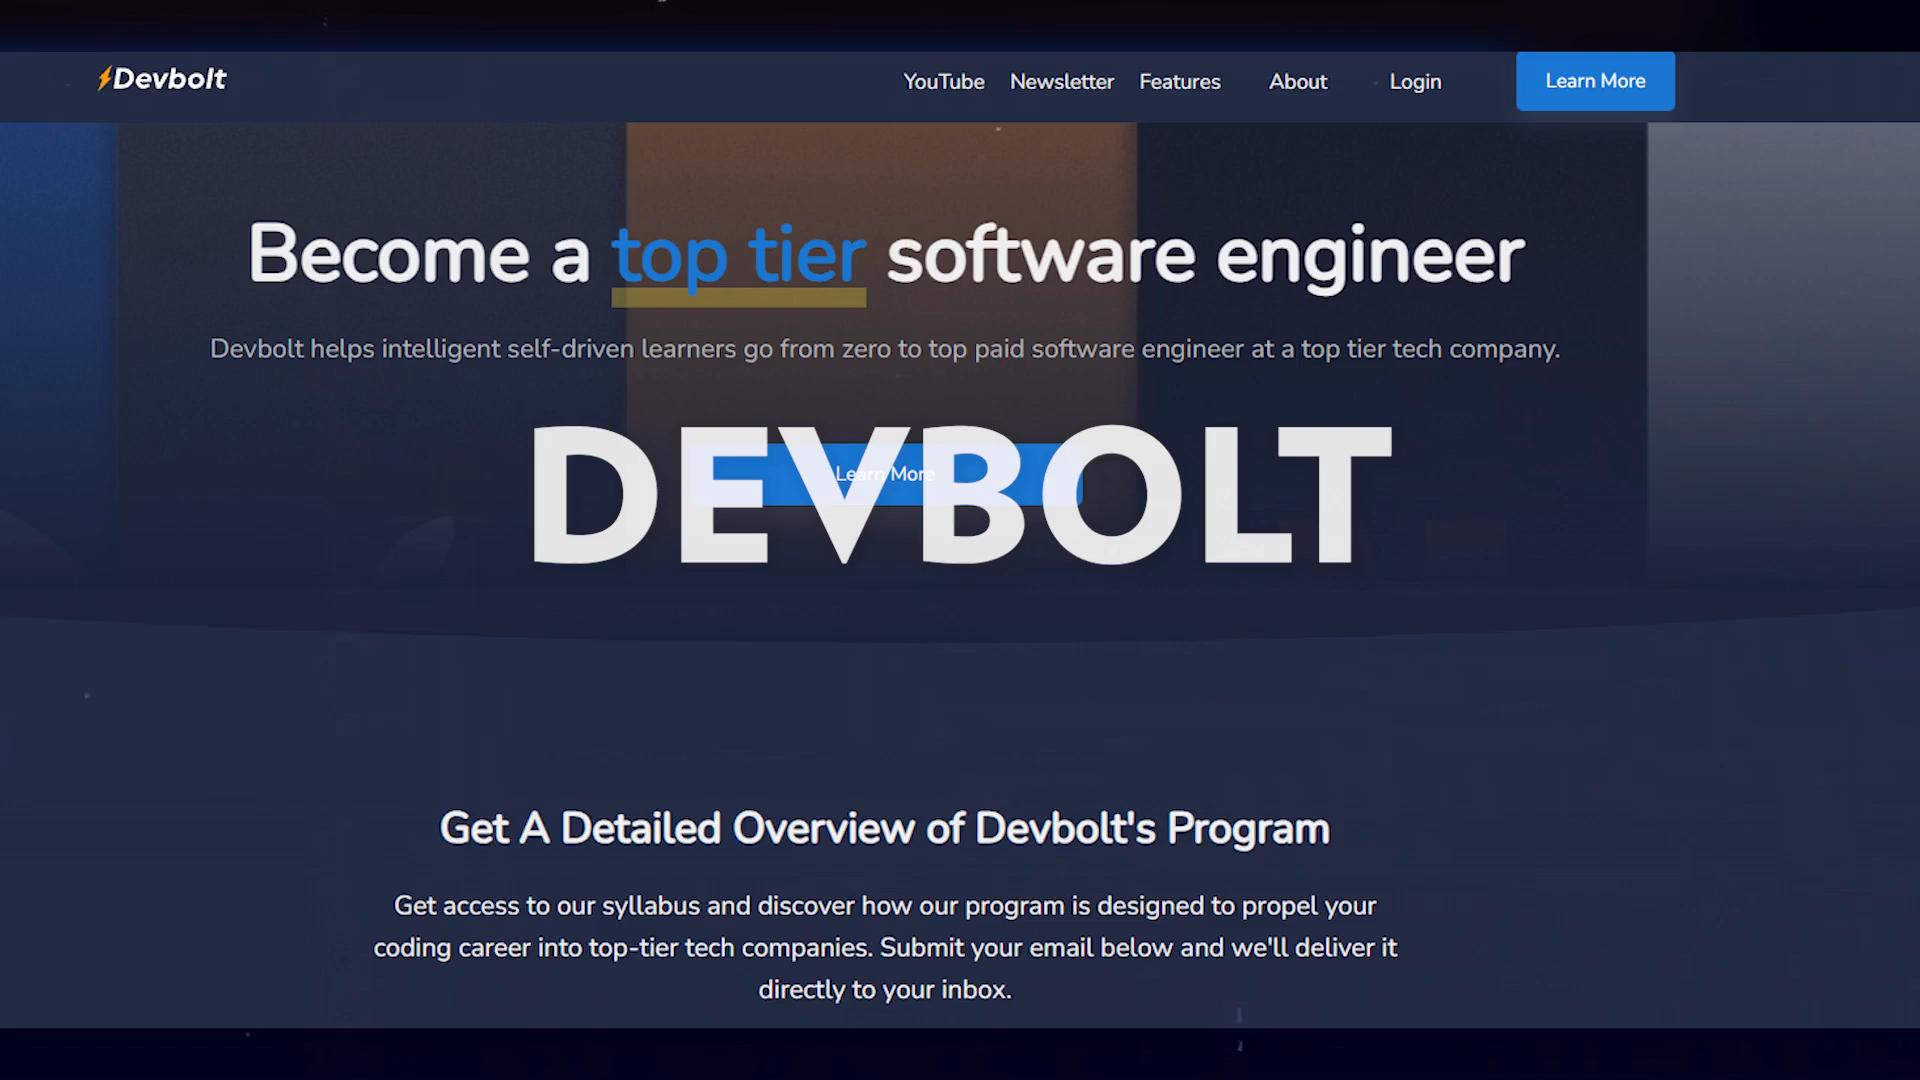 Devbolt
YouTube Newsletter Features About Login Learn More
Become a top tier software engineer
Devbolt helps intelligent self-driven learners go from zero to top paid software engineer at a top tier tech company.
DEVBOLT
Learn More
Get A Detailed Overview of Devbolt's Program
Get access to our syllabus and discover how our program is designed to propel your
coding career into top-tier tech companies. Submit your email below and we'll deliver it
directly to your inbox.